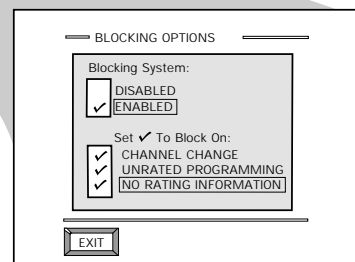 BLOCKING OPTIONS
Blocking System:
DISABLED
✓ ENABLED
Set ✓ To Block On:
✓ CHANNEL CHANGE
✓ UNRATED PROGRAMMING
✓ NO RATING INFORMATION
EXIT